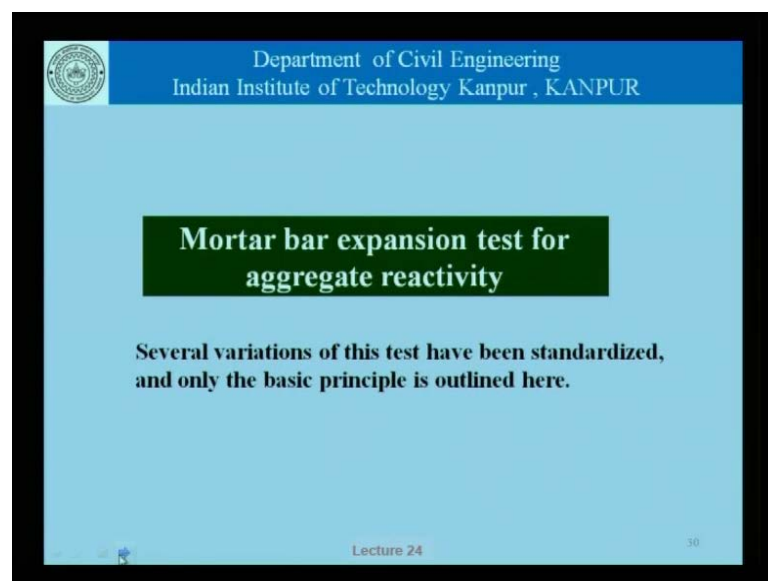 Department of Civil Engineering
Indian Institute of Technology Kanpur , KANPUR
Mortar bar expansion test for
aggregate reactivity
Several variations of this test have been standardized,
and only the basic principle is outlined here.
Lecture 24
30